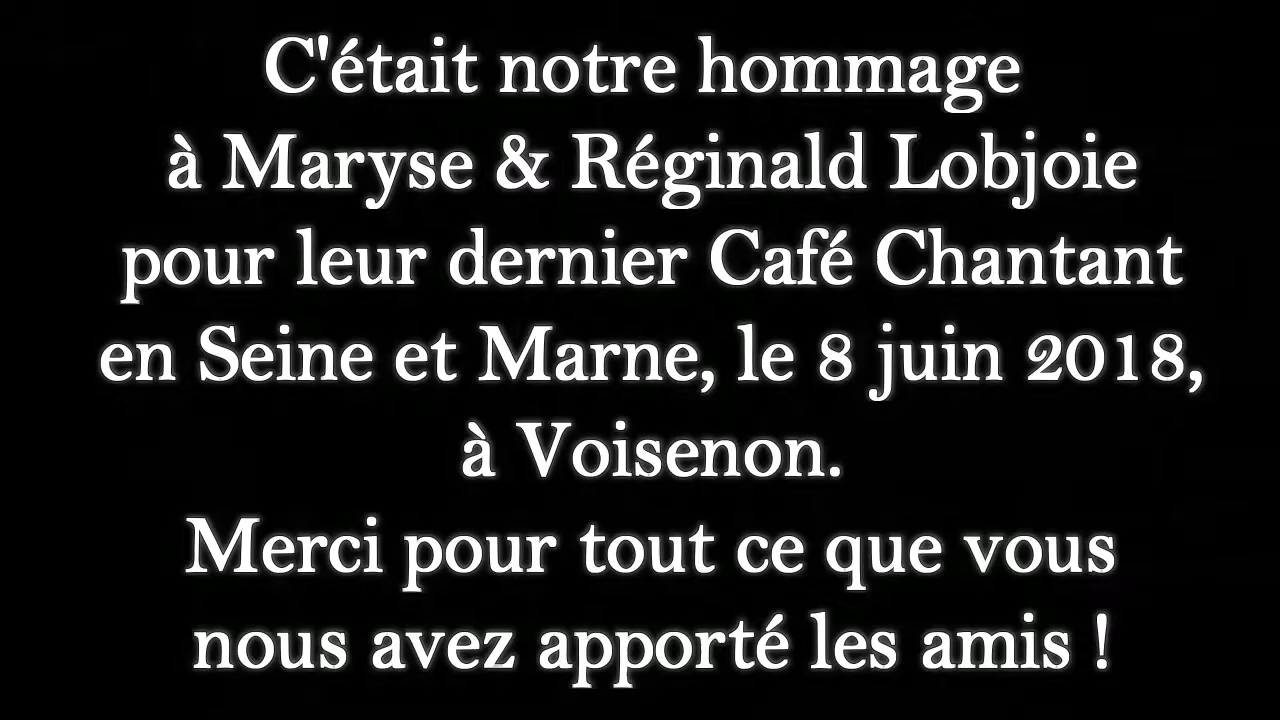 C'était notre hommage
à Maryse & Réginald Lobjoie
pour leur dernier Café Chantant
en Seine et Marne, le 8 juin 2018,
à Voisenon.
Merci pour tout ce que vous
nous avez apporté les amis !